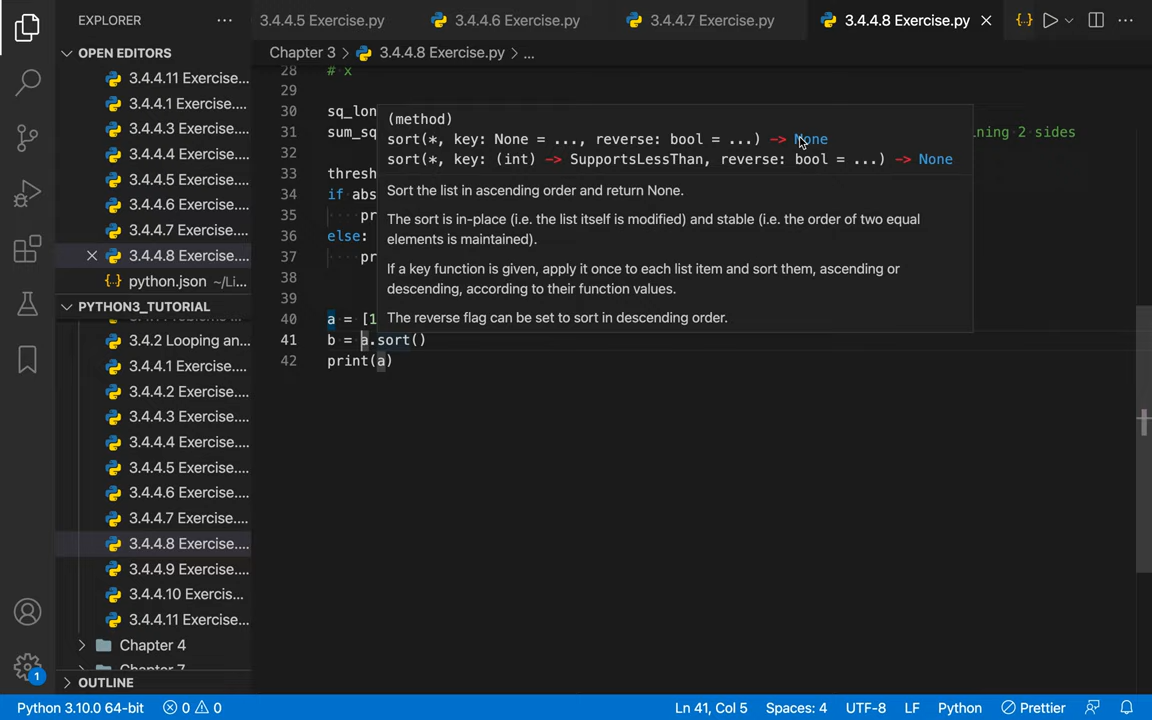 EXPLORER
3.4.4.5 Exercise.py
3.4.4.6 Exercise.py
3.4.4.7 Exercise.py
3.4.4.8 Exercise.py
OPEN EDITORS
3.4.4.11 Exercise...
3.4.4.1 Exercise....
3.4.4.3 Exercise....
3.4.4.4 Exercise....
3.4.4.5 Exercise....
3.4.4.6 Exercise....
3.4.4.7 Exercise....
3.4.4.8 Exercise....
{} python.json ~/Li...
PYTHON3_TUTORIAL
3.4.2 Looping an...
3.4.4.1 Exercise....
3.4.4.2 Exercise....
3.4.4.3 Exercise....
3.4.4.4 Exercise....
3.4.4.5 Exercise....
3.4.4.6 Exercise....
3.4.4.7 Exercise....
3.4.4.8 Exercise....
3.4.4.9 Exercise....
3.4.4.10 Exercis...
3.4.4.11 Exercise...
Chapter 4
OUTLINE
Chapter 3 > 3.4.4.8 Exercise.py > ...
28 # x
29
30 sq_lon
31 sum_sq ning 2 sides
32
33 thresh
34 if abs
35 pr
36 else:
37 pr
38
39
40 a = [1
41 b = a.sort()
42 print(a)
(method)
sort(*, key: None = ..., reverse: bool = ...) -> None
sort(*, key: (int) -> SupportsLessThan, reverse: bool = ...) -> None
Sort the list in ascending order and return None.
The sort is in-place (i.e. the list itself is modified) and stable (i.e. the order of two equal
elements is maintained).
If a key function is given, apply it once to each list item and sort them, ascending or
descending, according to their function values.
The reverse flag can be set to sort in descending order.
1
Python 3.10.0 64-bit
0 0
Ln 41, Col 5
Spaces: 4
UTF-8
LF
Python
Prettier